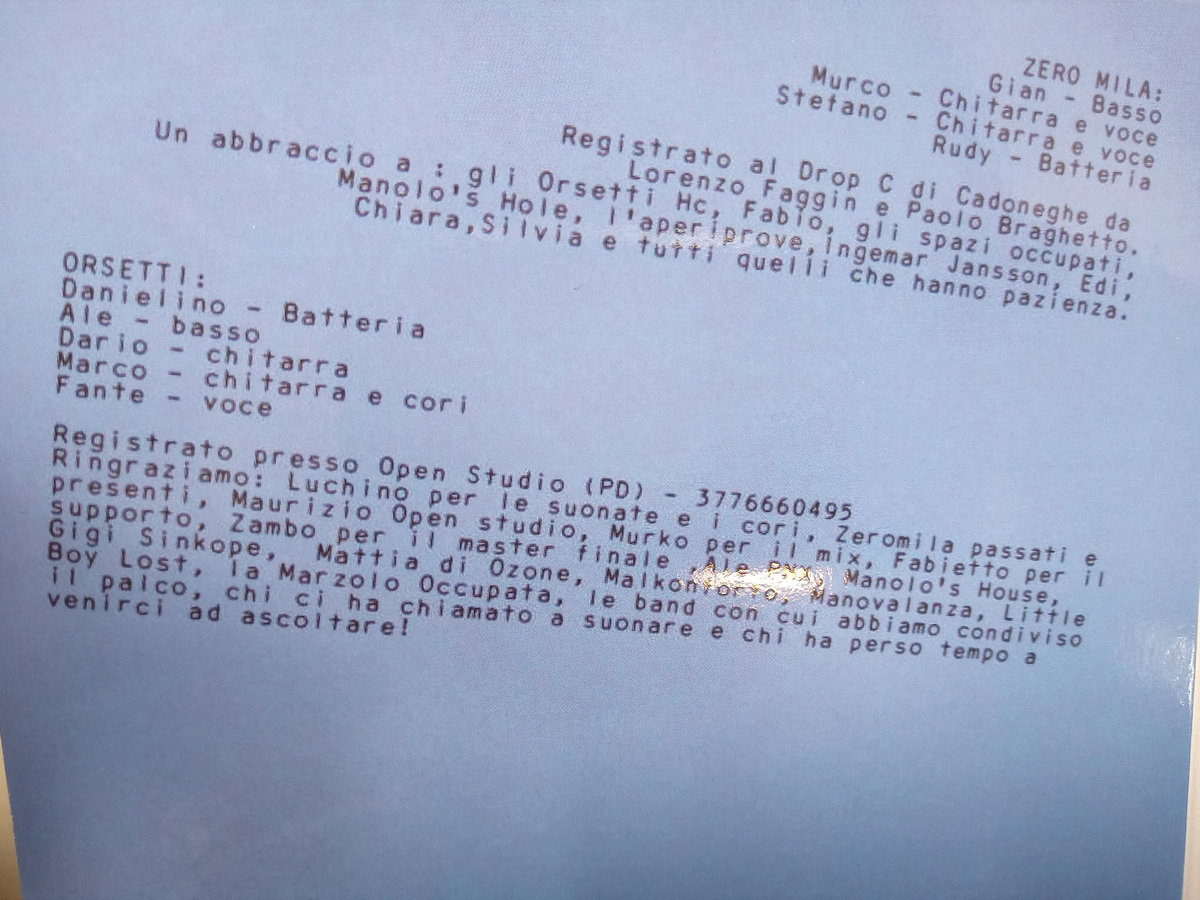 ZERO MILA:
Gian - Basso
Murco - Chitarra e voce
Stefano - Chitarra e voce
Rudy - Batteria
Registrato al Drop C di Cadoneghe da
Lorenzo Faggin e Paolo Braghetto.
Un abbraccio a : gli Orsetti Hc, Fabio, gli spazi occupati,
Manolo's Hole, l'aperiprove,Ingemar Jansson, Edi,
Chiara,Silvia e tutti quelli che hanno pazienza.
ORSETTI:
Danielino - Batteria
Ale - basso
Dario - chitarra
Marco - chitarra e cori
Fante - voce
Registrato presso Open Studio (PD) - 3776660495
Ringraziamo: Luchino per le suonate e i cori, Zeromila passati e
presenti, Maurizio Open studio, Murko per il mix, Fabietto per il
supporto, Zambo per il master finale ,Ale Manolo's House,
Gigi Sinkope, Mattia di Ozone, Manovalanza, Little
Boy Lost, la Marzolo Occupata, le band con cui abbiamo condiviso
il palco, chi ci ha chiamato a suonare e chi ha perso tempo a
venirci ad ascoltare!